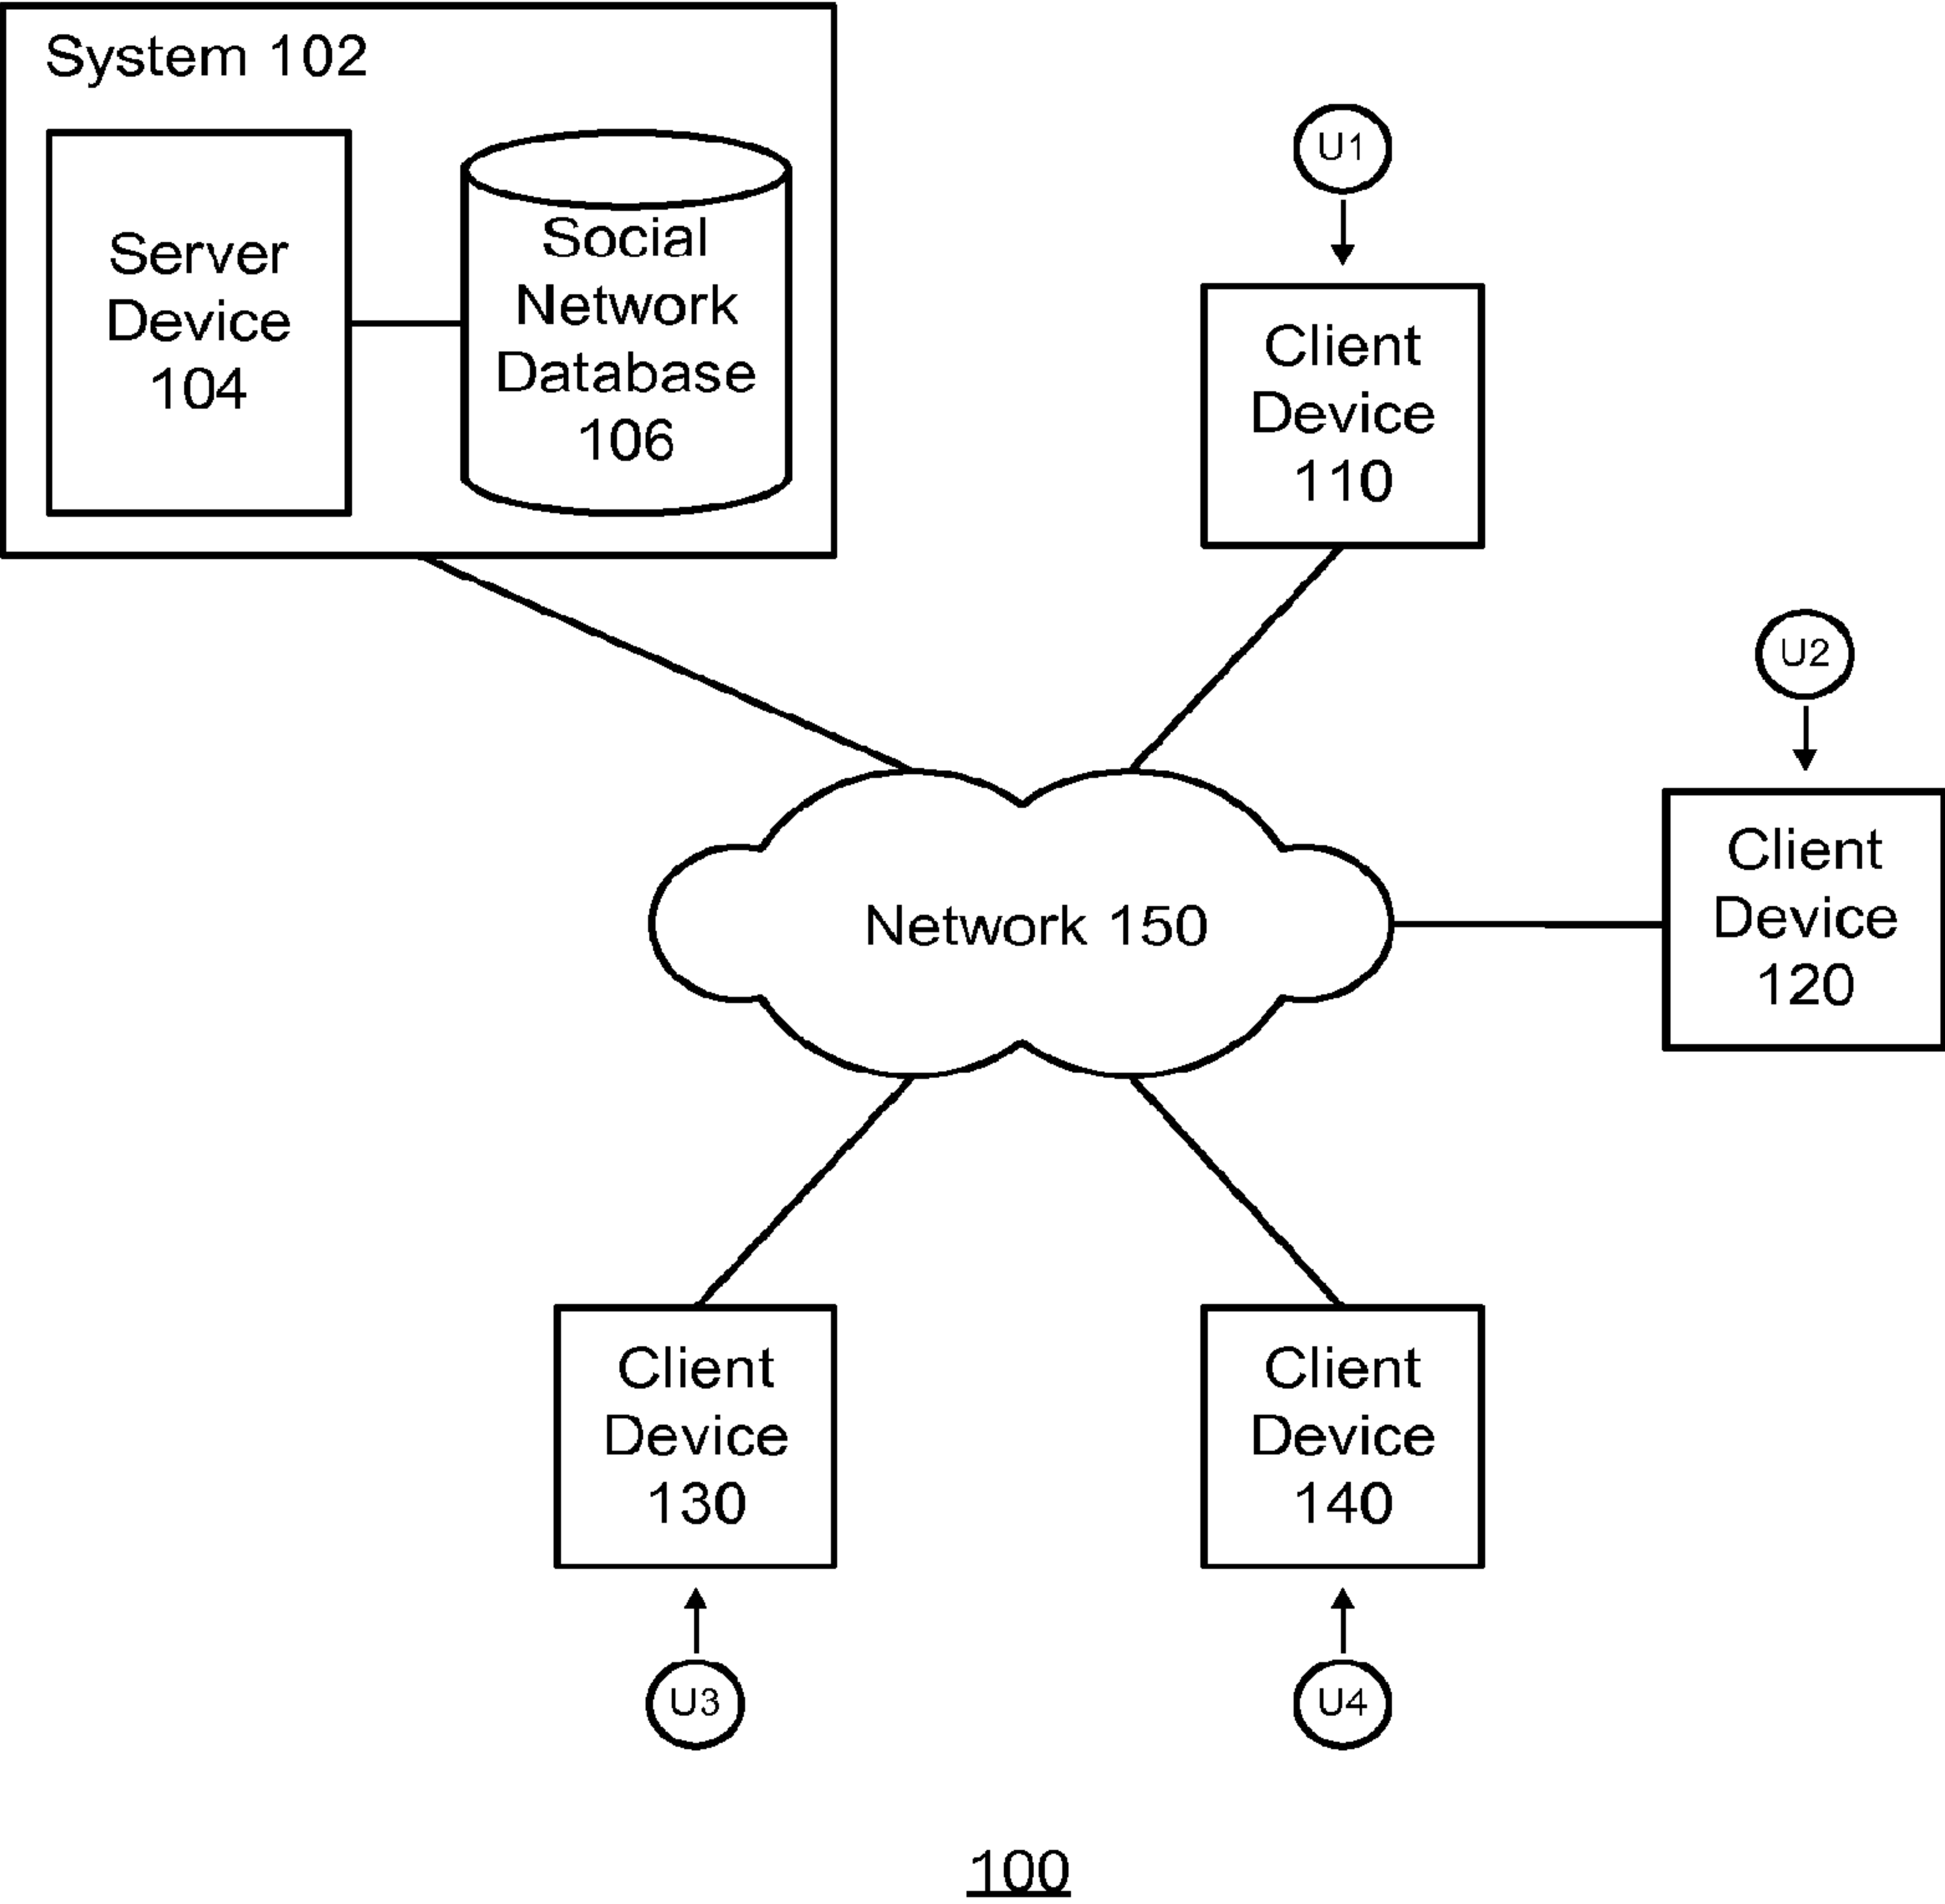 System 102
Server
Device
104
Social
Network
Database
106
U1
Client
Device
110
U2
Client
Device
120
Network 150
Client
Device
130
Client
Device
140
U3
U4
100